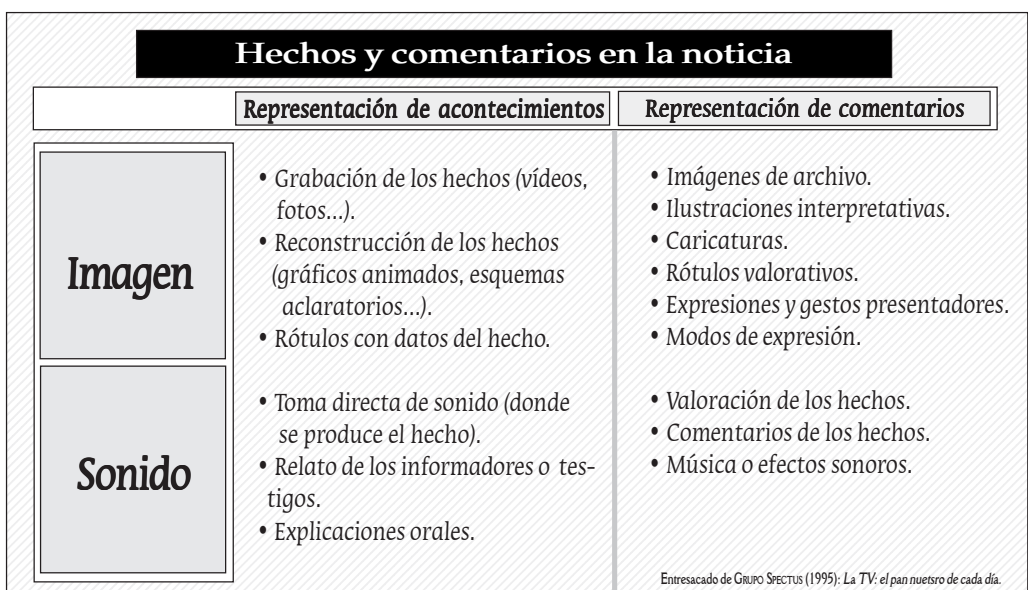 Hechos y comentarios en la noticia
Representación de acontecimientos
Representación de comentarios
Imagen
• Grabación de los hechos (vídeos,
fotos...).
• Reconstrucción de los hechos
(gráficos animados, esquemas
aclaratorios...).
• Rótulos con datos del hecho.
• Imágenes de archivo.
• Ilustraciones interpretativas.
• Caricaturas.
• Rótulos valorativos.
• Expresiones y gestos presentadores.
• Modos de expresión.
Sonido
• Toma directa de sonido (donde
se produce el hecho).
• Relato de los informadores o tes-
tigos.
• Explicaciones orales.
• Valoración de los hechos.
• Comentarios de los hechos.
• Música o efectos sonoros.
Entresacado de GRUPO SPECTUS (1995): La TV: el pan nuetsro de cada día.